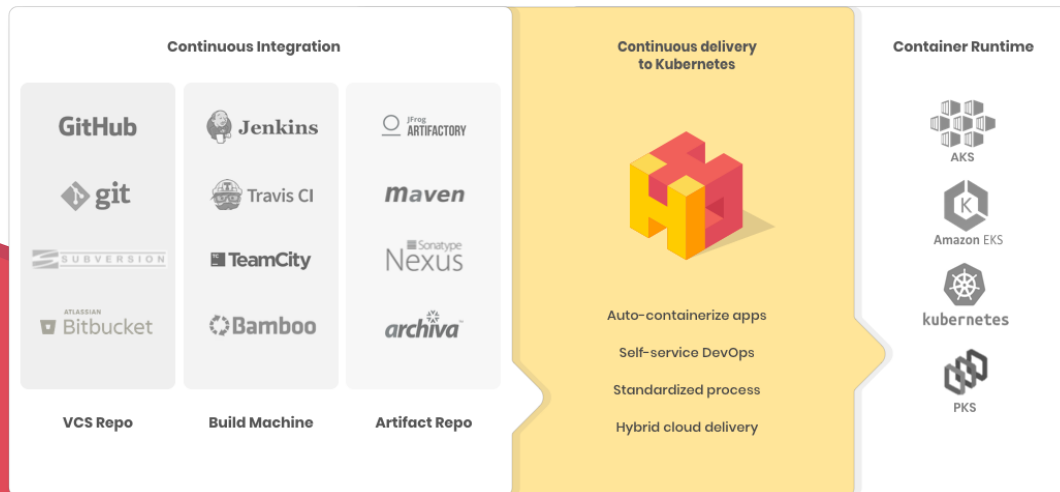 Continuous Integration
GitHub
git
SUBVERSION
ATLASSIAN
Bitbucket
VCS Repo
Jenkins
Travis CI
TeamCity
Bamboo
Build Machine
JFrog
ARTIFACTORY
maven
Sonatype
Nexus
archiva™
Artifact Repo
Continuous delivery
to Kubernetes
Auto-containerize apps
Self-service DevOps
Standardized process
Hybrid cloud delivery
Container Runtime
AKS
K
Amazon EKS
kubernetes
PKS